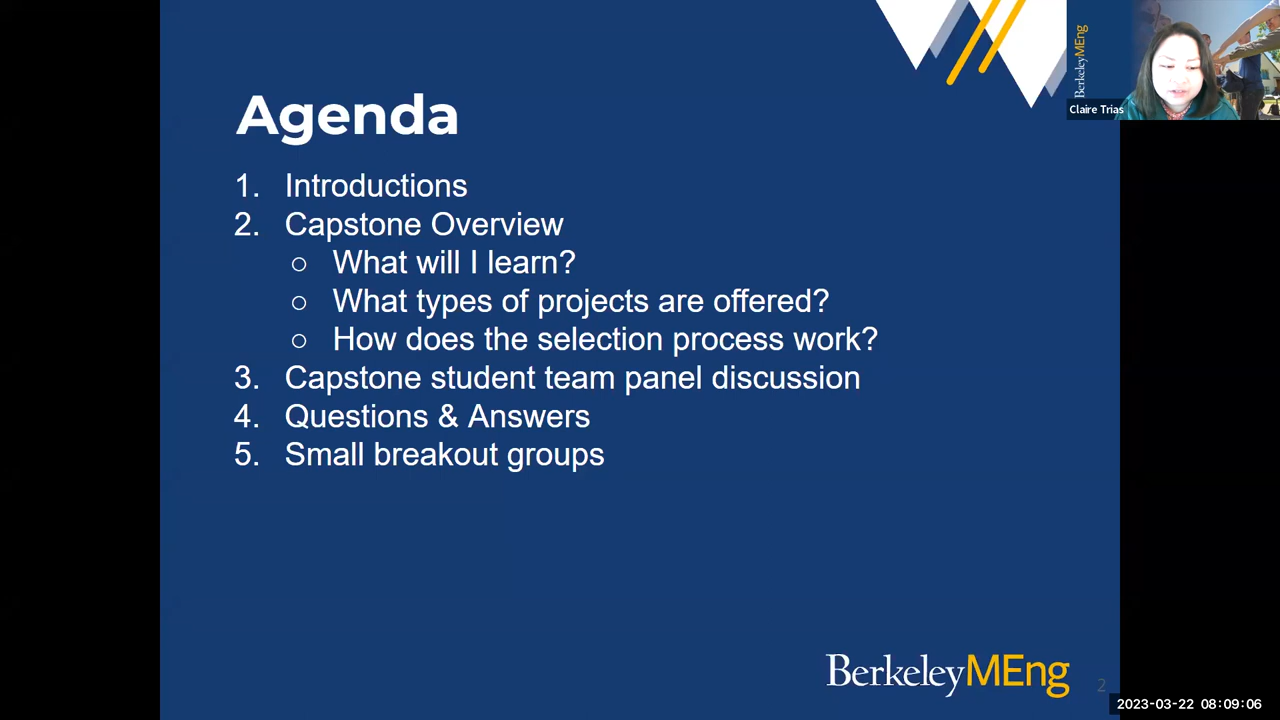 Agenda
1. Introductions
2. Capstone Overview
○ What will I learn?
○ What types of projects are offered?
○ How does the selection process work?
3. Capstone student team panel discussion
4. Questions & Answers
5. Small breakout groups
BerkeleyMEng
2
BerkeleyMEng
Claire Trias
2023-03-22 08:09:06